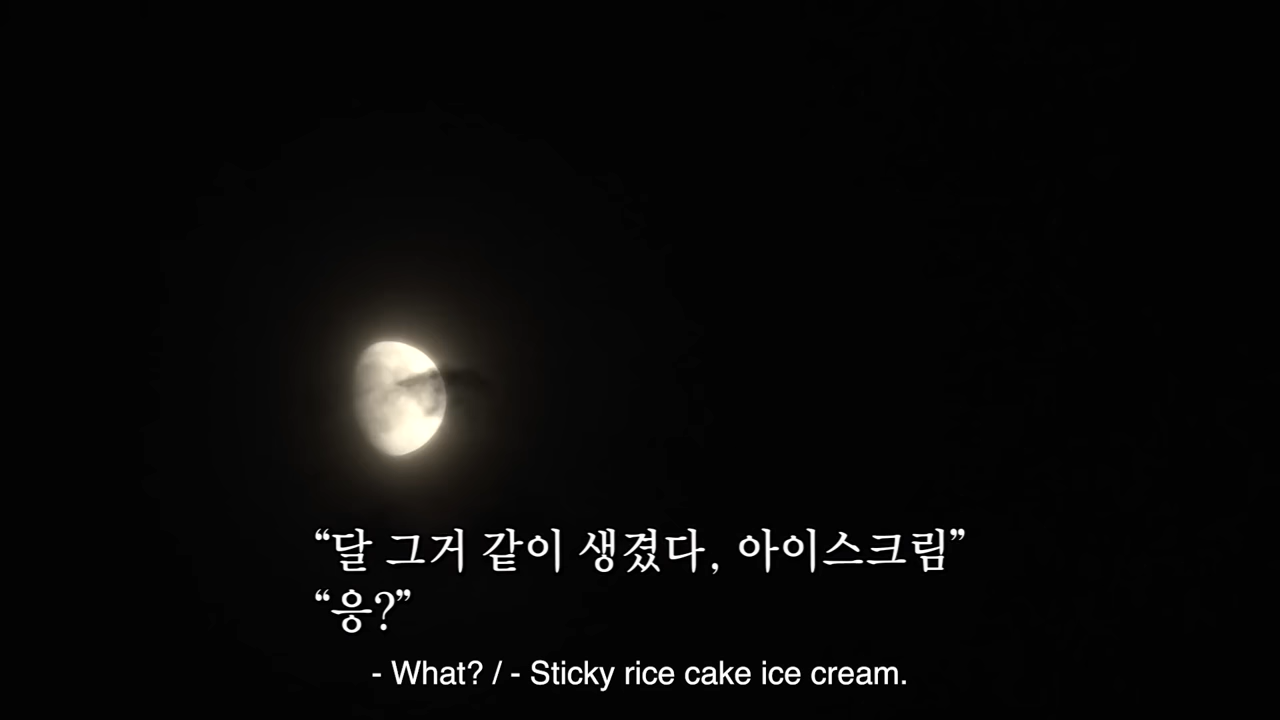 “달 그거 같이 생겼다, 아이스크림”
“응?”
- What? / - Sticky rice cake ice cream.